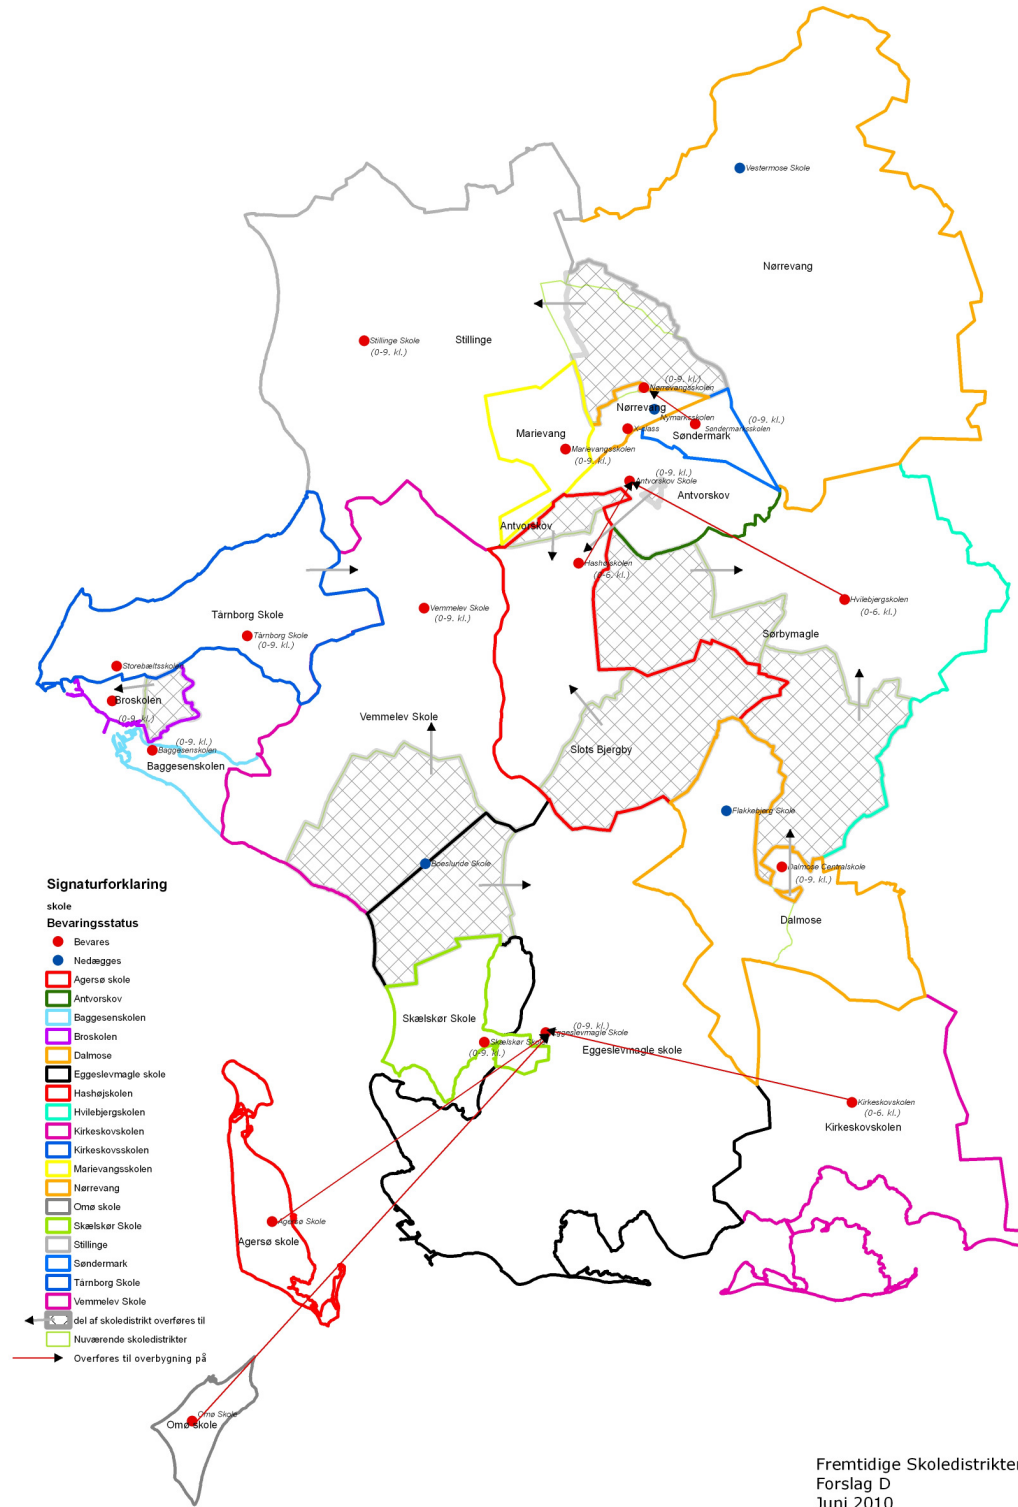 Vestermose Skole
Nørrevang
Stillinge Skole
(0-9. kl.)
Stillinge
(0-9. kl.)
Nørrevangsskolen
Nørrevang
Nymarksskolen
(0-9. kl.)
Søndermarksskolen
X-class
Søndermark
Marievang
Marievangsskolen
(0-9. kl.)
(0-9. kl.)
Antvorskov Skole
Antvorskov
Antvorskov
Hashøjskolen
(0-6. kl.)
Hvilebjergskolen
(0-6. kl.)
Vemmelev Skole
(0-9. kl.)
Tårnborg Skole
Tårnborg Skole
(0-9. kl.)
Sørbymagle
Storebæltsskolen
Broskolen
(0-9. kl.)
Vemmelev Skole
(0-9. kl.)
Baggesenskolen
Baggesenskolen
Slots Bjergby
Flakkebjerg Skole
Boeslunde Skole
Dalmose Centralskole
(0-9. kl.)
Dalmose
Signaturforklaring
skole
Bevaringsstatus
Bevares
Nedægges
Agersø skole
Antvorskov
Baggesenskolen
Broskolen
Dalmose
Eggeslevmagle skole
Hashøjskolen
Hvilebjergskolen
Kirkeskovskolen
Kirkeskovsskolen
Marievangsskolen
Nørrevang
Omø skole
Skælskør Skole
Stillinge
Søndermark
Tårnborg Skole
Vemmelev Skole
del af skoledistrikt overføres til
Nuværende skoledistrikter
Overføres til overbygning på
Skælskør Skole
(0-9. kl.)
Eggeslevmagle Skole
Skælskør Skole
(0-9. kl.)
Eggeslevmagle skole
Kirkeskovskolen
(0-6. kl.)
Kirkeskovskolen
Agersø Skole
Agersø skole
Omø Skole
Omø skole
Fremtidige Skoledistrikter
Forslag D
Juni 2010